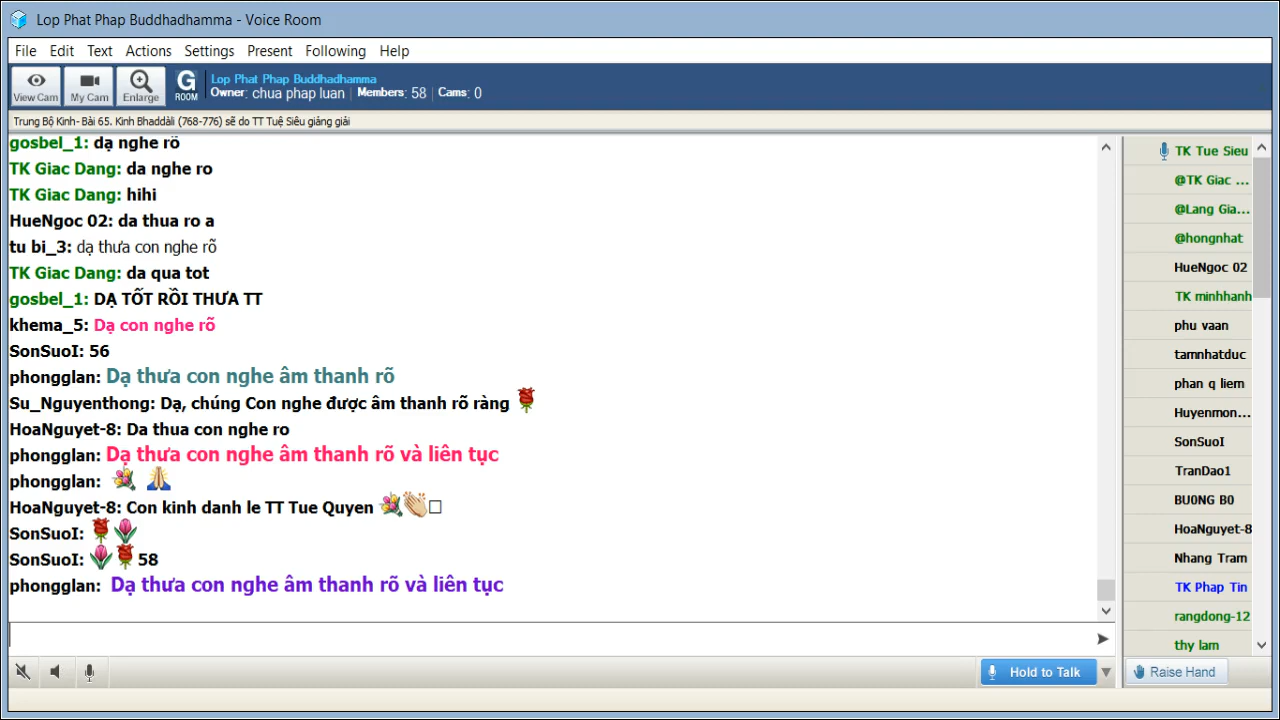 Lop Phat Phap Buddhadhamma - Voice Room
File Edit Text Actions Settings Present Following Help
View Cam My Cam Enlarge G ROOM
Lop Phat Phap Buddhadhamma
Owner: chua phap luan Members: 58 Cams: 0
Trung Bộ Kinh- Bài 65. Kinh Bhaddàli (768-776) sẽ do TT Tuệ Siêu giảng giải
gosbel_1: dạ nghe rõ
TK Giac Dang: da nghe ro
TK Giac Dang: hihi
HueNgoc 02: da thua ro a
tu bi_3: dạ thưa con nghe rõ
TK Giac Dang: da qua tot
gosbel_1: DẠ TỐT RỒI THƯA TT
khema_5: Dạ con nghe rõ
SonSuoI: 56
phongglan: Dạ thưa con nghe âm thanh rõ
Su_Nguyenthong: Dạ, chúng Con nghe được âm thanh rõ ràng
HoaNguyet-8: Da thua con nghe ro
phongglan: Dạ thưa con nghe âm thanh rõ và liên tục
phongglan:
HoaNguyet-8: Con kinh danh le TT Tue Quyen
SonSuoI:
SonSuoI: 58
phongglan: Dạ thưa con nghe âm thanh rõ và liên tục
Hold to Talk
TK Tue Sieu
@TK Giac ...
@Lang Gia...
@hongnhat
HueNgoc 02
TK minhhanh
phu vaan
tamnhatduc
phan q liem
Huyenmon...
SonSuoI
TranDao1
BU0NG B0
HoaNguyet-8
Nhang Tram
TK Phap Tin
rangdong-12
thy lam
Raise Hand